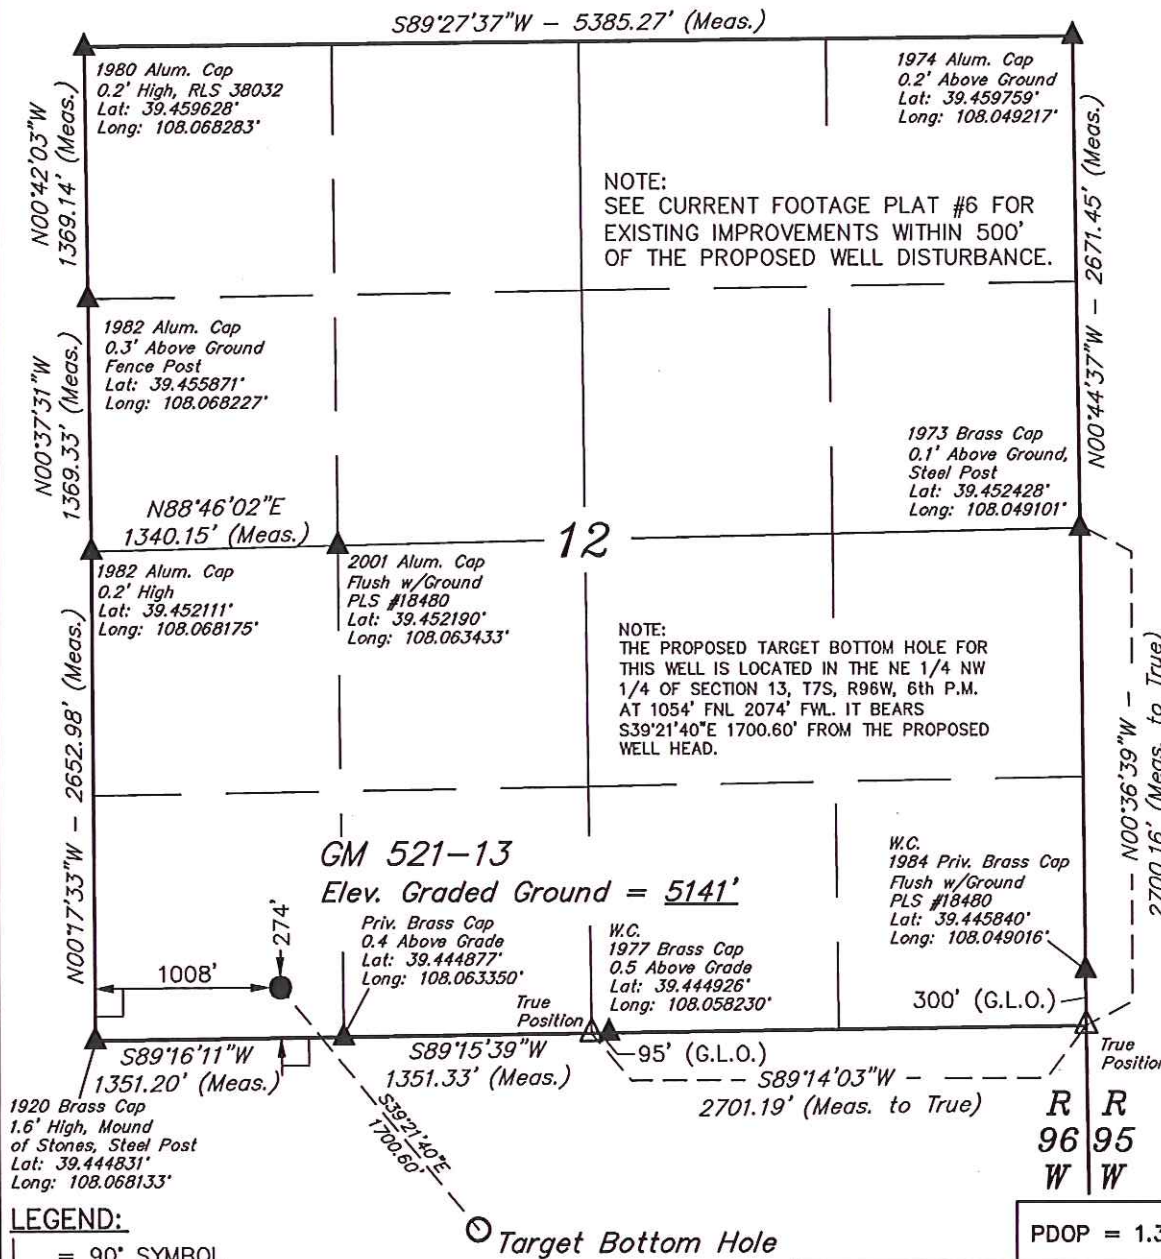 S89°27'37"W – 5385.27' (Meas.)
1980 Alum. Cap
0.2' High, RLS 38032
Lat: 39.459628°
Long: 108.068283°
1974 Alum. Cap
0.2' Above Ground
Lat: 39.459759°
Long: 108.049217°
N00°42'03"W
1369.14' (Meas.)
NOTE:
SEE CURRENT FOOTAGE PLAT #6 FOR
EXISTING IMPROVEMENTS WITHIN 500'
OF THE PROPOSED WELL DISTURBANCE.
N00°44'37"W – 2671.45' (Meas.)
1982 Alum. Cap
0.3' Above Ground
Fence Post
Lat: 39.455871°
Long: 108.068227°
N00°37'31"W
1369.33' (Meas.)
1973 Brass Cap
0.1' Above Ground,
Steel Post
Lat: 39.452428°
Long: 108.049101°
N88°46'02"E
1340.15' (Meas.)
12
1982 Alum. Cap
0.2' High
Lat: 39.452111°
Long: 108.068175°
2001 Alum. Cap
Flush w/Ground
PLS #18480
Lat: 39.452190°
Long: 108.063433°
NOTE:
THE PROPOSED TARGET BOTTOM HOLE FOR
THIS WELL IS LOCATED IN THE NE 1/4 NW
1/4 OF SECTION 13, T7S, R96W, 6th P.M.
AT 1054' FNL 2074' FWL. IT BEARS
S39°21'40"E 1700.60' FROM THE PROPOSED
WELL HEAD.
N00°17'33"W – 2652.98' (Meas.)
N00°36'39"W –
2700.16' (Meas. to True)
GM 521–13
Elev. Graded Ground = 5141'
W.C.
1984 Priv. Brass Cap
Flush w/Ground
PLS #18480
Lat: 39.445840°
Long: 108.049016°
274'
1008'
Priv. Brass Cap
0.4 Above Grade
Lat: 39.444877°
Long: 108.063350°
W.C.
1977 Brass Cap
0.5 Above Grade
Lat: 39.444926°
Long: 108.058230°
True
Position
300' (G.L.O.)
95' (G.L.O.)
True
Position
S89°16'11"W
1351.20' (Meas.)
S89°15'39"W
1351.33' (Meas.)
S89°14'03"W –
2701.19' (Meas. to True)
1920 Brass Cap
1.6' High, Mound
of Stones, Steel Post
Lat: 39.444831°
Long: 108.068133°
S39°21'40"E
1700.60'
R R
96 95
W W
LEGEND:
= 90° SYMBOL
Target Bottom Hole
PDOP = 1.3